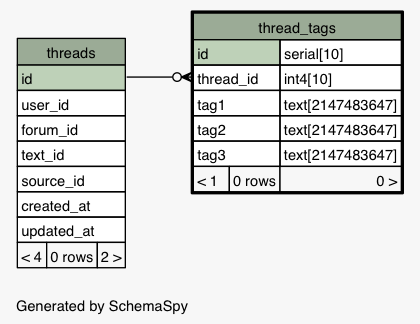 threads
id
user_id
forum_id
text_id
source_id
created_at
updated_at
< 4 0 rows 2 >
thread_tags
id serial[10]
thread_id int4[10]
tag1 text[2147483647]
tag2 text[2147483647]
tag3 text[2147483647]
< 1 0 rows 0 >
Generated by SchemaSpy